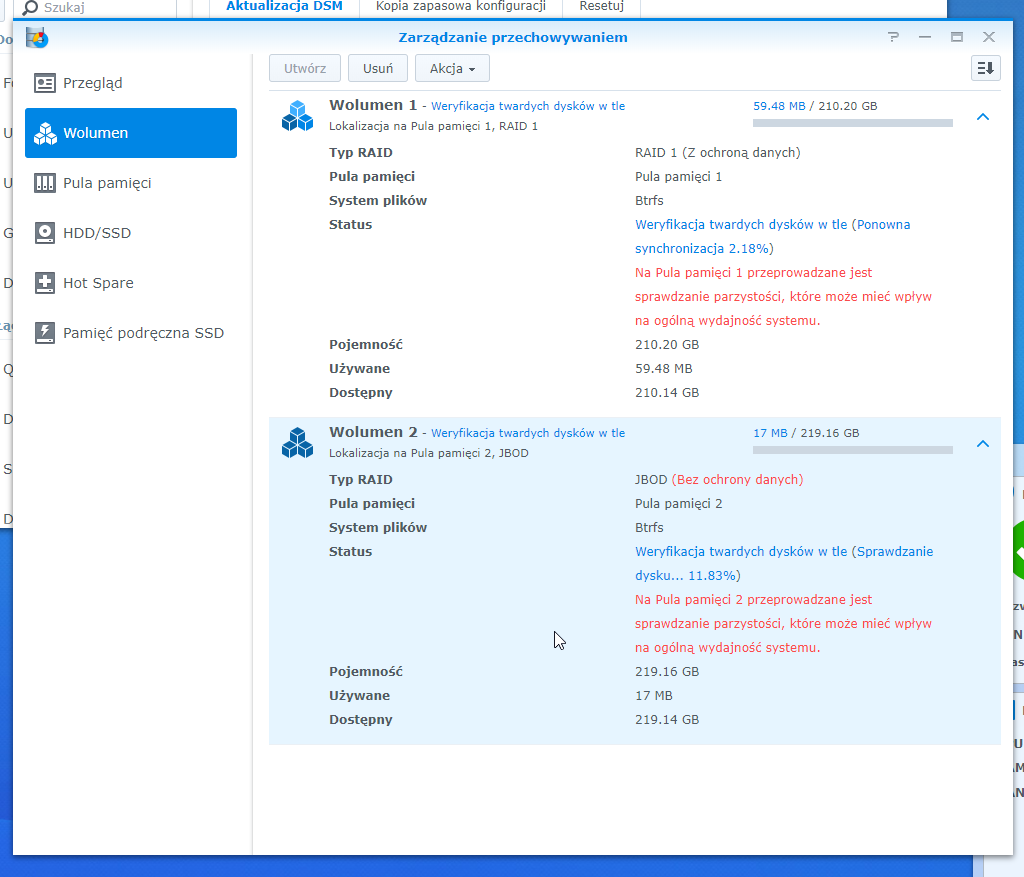 Szukaj
Aktualizacja DSM
Kopia zapasowa konfiguracji
Resetuj
Zarządzanie przechowywaniem
Przegląd
Wolumen
Pula pamięci
HDD/SSD
Hot Spare
Pamięć podręczna SSD
Utwórz
Usuń
Akcja
Wolumen 1 - Weryfikacja twardych dysków w tle
59.48 MB / 210.20 GB
Lokalizacja na Pula pamięci 1, RAID 1
Typ RAID
RAID 1 (Z ochroną danych)
Pula pamięci
Pula pamięci 1
System plików
Btrfs
Status
Weryfikacja twardych dysków w tle (Ponowna
synchronizacja 2.18%)
Na Pula pamięci 1 przeprowadzane jest
sprawdzanie parzystości, które może mieć wpływ
na ogólną wydajność systemu.
Pojemność
210.20 GB
Używane
59.48 MB
Dostępny
210.14 GB
Wolumen 2 - Weryfikacja twardych dysków w tle
17 MB / 219.16 GB
Lokalizacja na Pula pamięci 2, JBOD
Typ RAID
JBOD (Bez ochrony danych)
Pula pamięci
Pula pamięci 2
System plików
Btrfs
Status
Weryfikacja twardych dysków w tle (Sprawdzanie
dysku... 11.83%)
Na Pula pamięci 2 przeprowadzane jest
sprawdzanie parzystości, które może mieć wpływ
na ogólną wydajność systemu.
Pojemność
219.16 GB
Używane
17 MB
Dostępny
219.14 GB